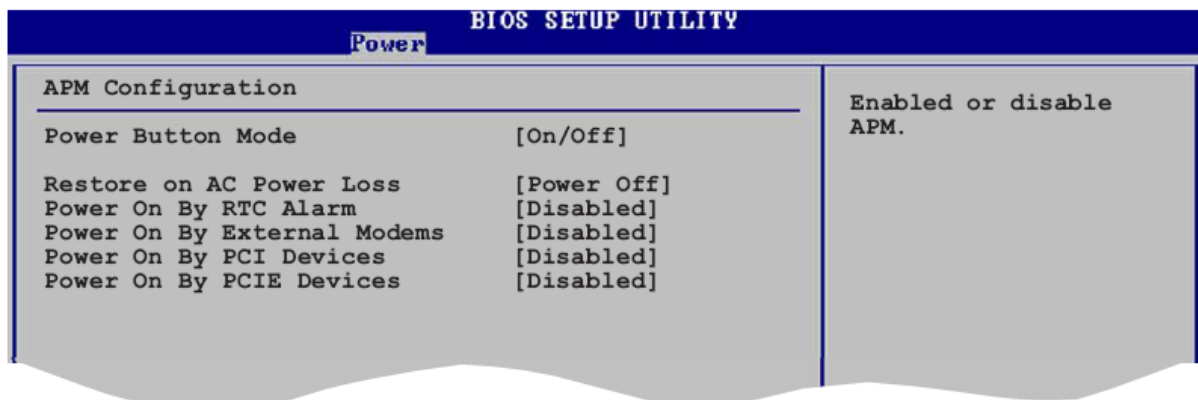 BIOS SETUP UTILITY
Power
APM Configuration
Power Button Mode [On/Off]
Restore on AC Power Loss [Power Off]
Power On By RTC Alarm [Disabled]
Power On By External Modems [Disabled]
Power On By PCI Devices [Disabled]
Power On By PCIE Devices [Disabled]
Enabled or disable
APM.